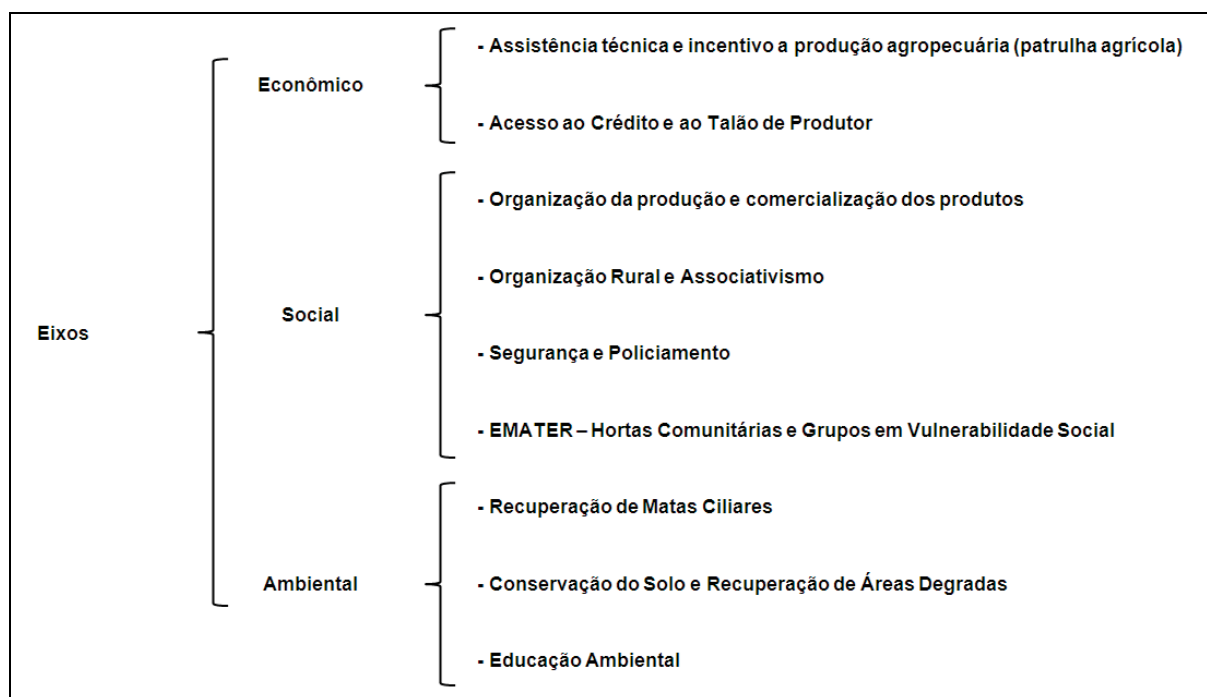 Eixos
Econômico
- Assistência técnica e incentivo a produção agropecuária (patrulha agrícola)
- Acesso ao Crédito e ao Talão de Produtor
Social
- Organização da produção e comercialização dos produtos
- Organização Rural e Associativismo
- Segurança e Policiamento
- EMATER – Hortas Comunitárias e Grupos em Vulnerabilidade Social
Ambiental
- Recuperação de Matas Ciliares
- Conservação do Solo e Recuperação de Áreas Degradas
- Educação Ambiental